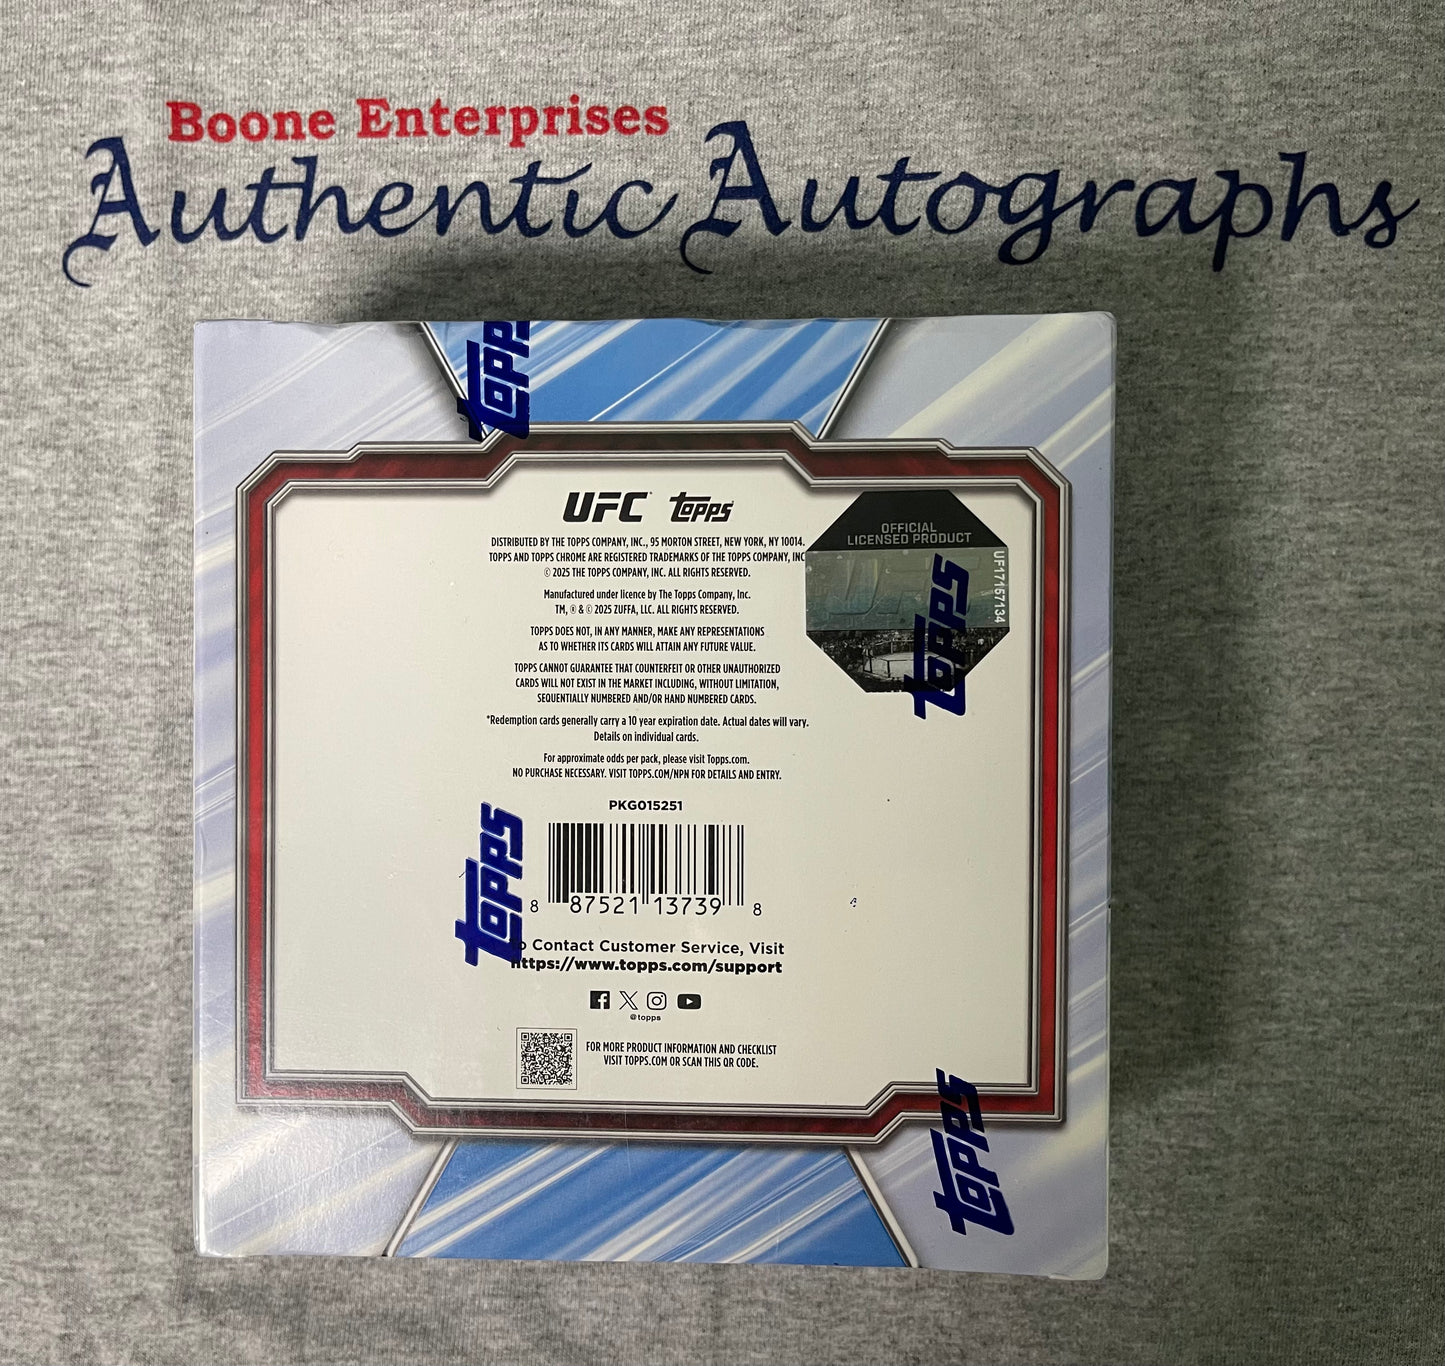 Boone Enterprises
Authentic Autographs
TOPPS
UFC TOPPS
DISTRIBUTED BY THE TOPPS COMPANY, INC., 95 MORTON STREET, NEW YORK, NY 10014.
TOPPS AND TOPPS CHROME ARE REGISTERED TRADEMARKS OF THE TOPPS COMPANY, INC
© 2025 THE TOPPS COMPANY, INC. ALL RIGHTS RESERVED.
Manufactured under licence by The Topps Company, Inc.
TM, ® & © 2025 ZUFFA, LLC. ALL RIGHTS RESERVED.
TOPPS DOES NOT, IN ANY MANNER, MAKE ANY REPRESENTATIONS
AS TO WHETHER ITS CARDS WILL ATTAIN ANY FUTURE VALUE.
TOPPS CANNOT GUARANTEE THAT COUNTERFEIT OR OTHER UNAUTHORIZED
CARDS WILL NOT EXIST IN THE MARKET INCLUDING, WITHOUT LIMITATION,
SEQUENTIALLY NUMBERED AND/OR HAND NUMBERED CARDS.
*Redemption cards generally carry a 10 year expiration date. Actual dates will vary.
Details on individual cards.
For approximate odds per pack, please visit Topps.com.
NO PURCHASE NECESSARY. VISIT TOPPS.COM/NPN FOR DETAILS AND ENTRY.
OFFICIAL
LICENSED PRODUCT
UF17157134
TOPPS
PKG015251
8 87521 13739 8
TOPPS
To Contact Customer Service, Visit
https://www.topps.com/support
@topps
FOR MORE PRODUCT INFORMATION AND CHECKLIST
VISIT TOPPS.COM OR SCAN THIS QR CODE.
TOPPS